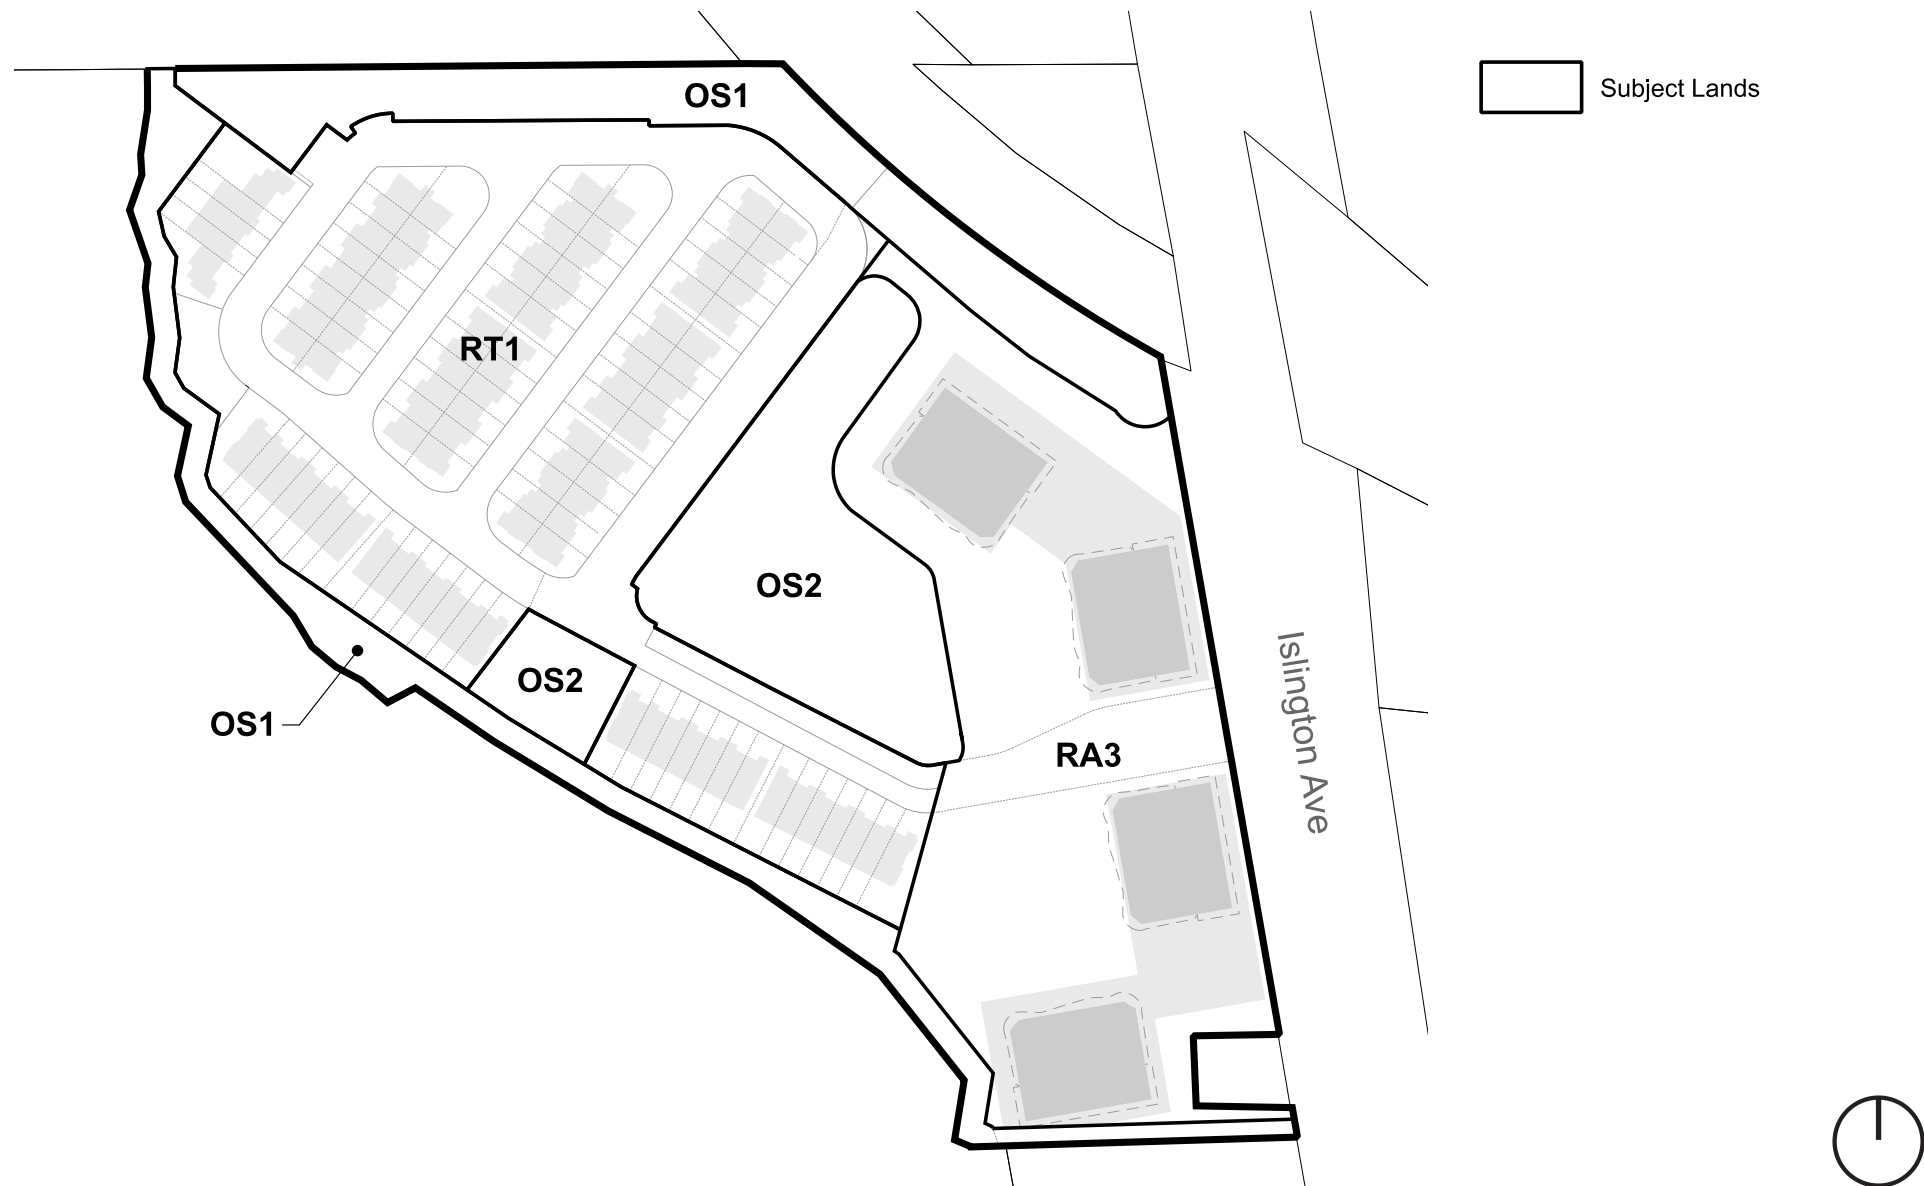 OS1
Subject Lands
RT1
OS2
OS2
OS1
RA3
Islington Ave